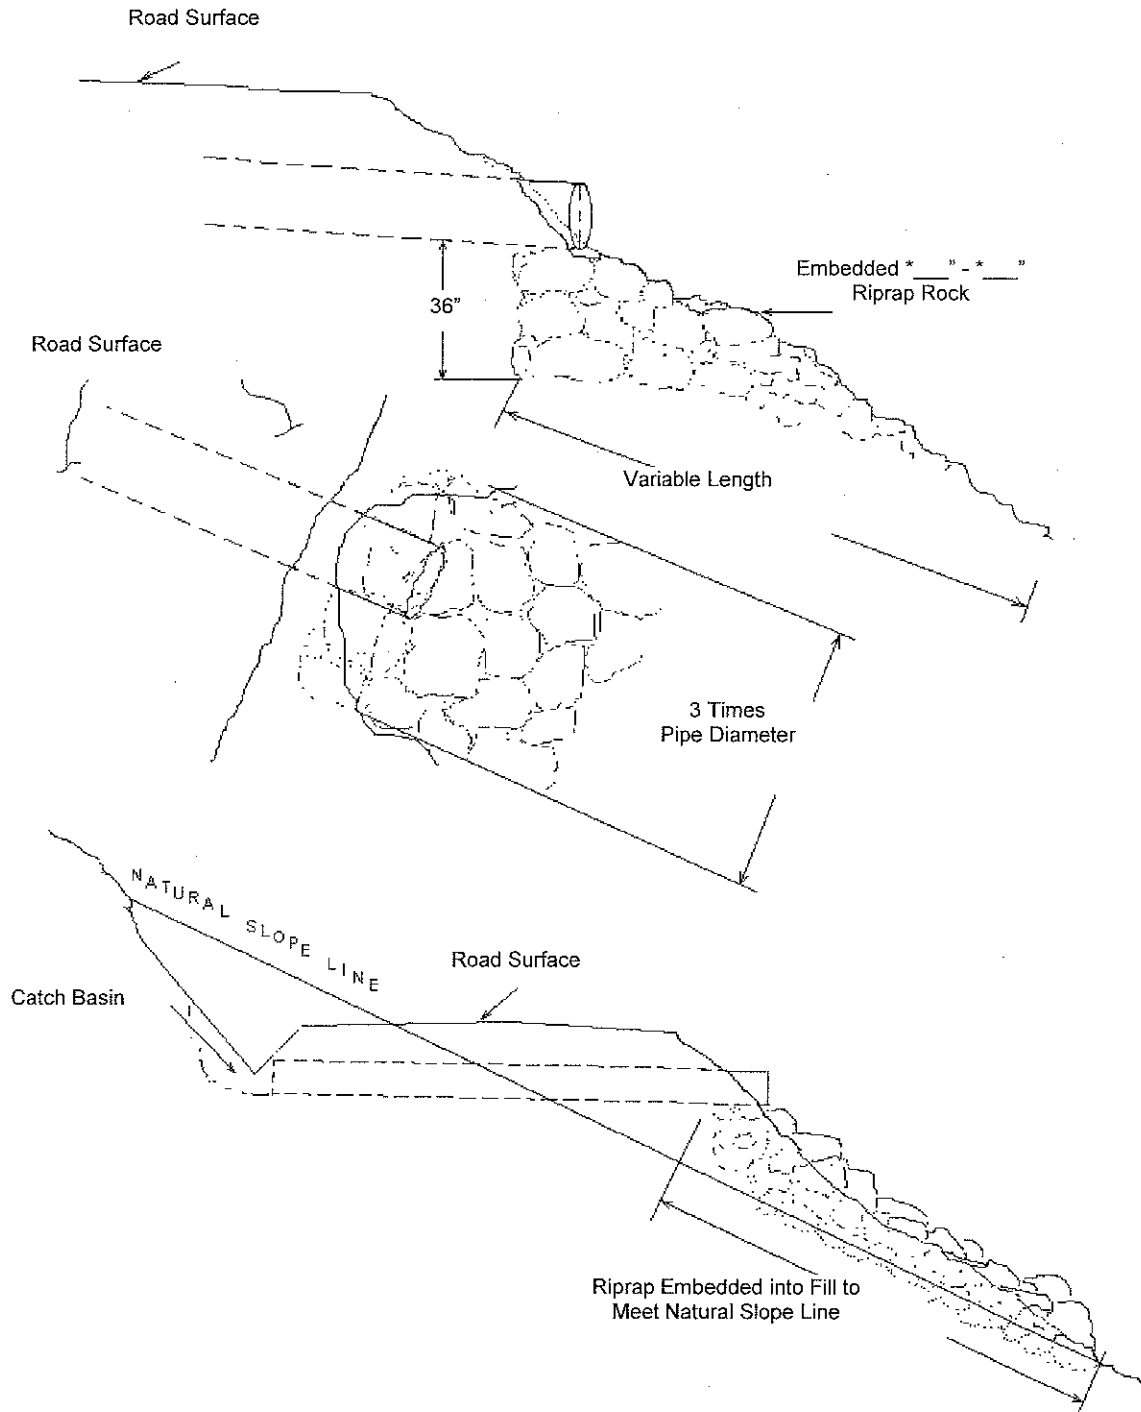 Road Surface
Embedded *___” - *___”
Riprap Rock
36”
Road Surface
Variable Length
3 Times
Pipe Diameter
NATURAL SLOPE LINE
Road Surface
Catch Basin
Riprap Embedded into Fill to
Meet Natural Slope Line